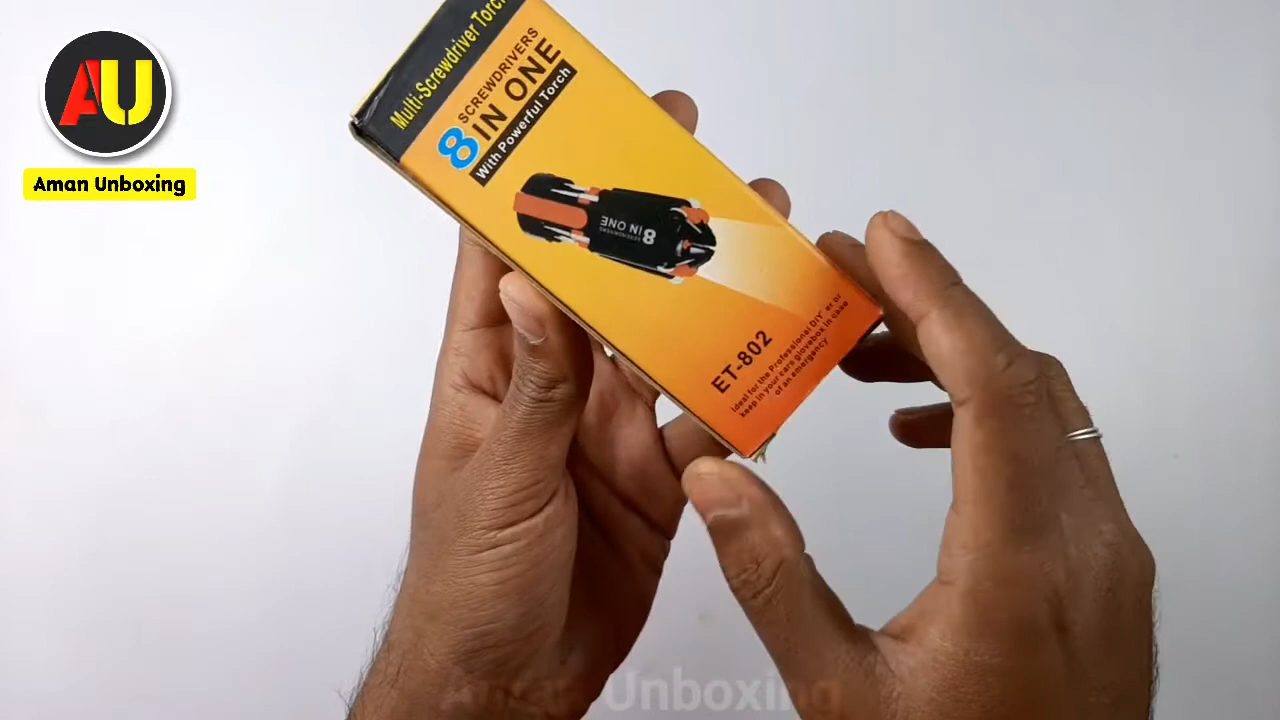 AU
Aman Unboxing
Multi-Screwdriver Torch
8 SCREWDRIVERS
IN ONE
With Powerful Torch
8 SCREWDRIVERS
IN ONE
ET-802
Ideal for the Professional DIY' er or
keep in your cars glovebox in case
of an emergency
Aman Unboxing